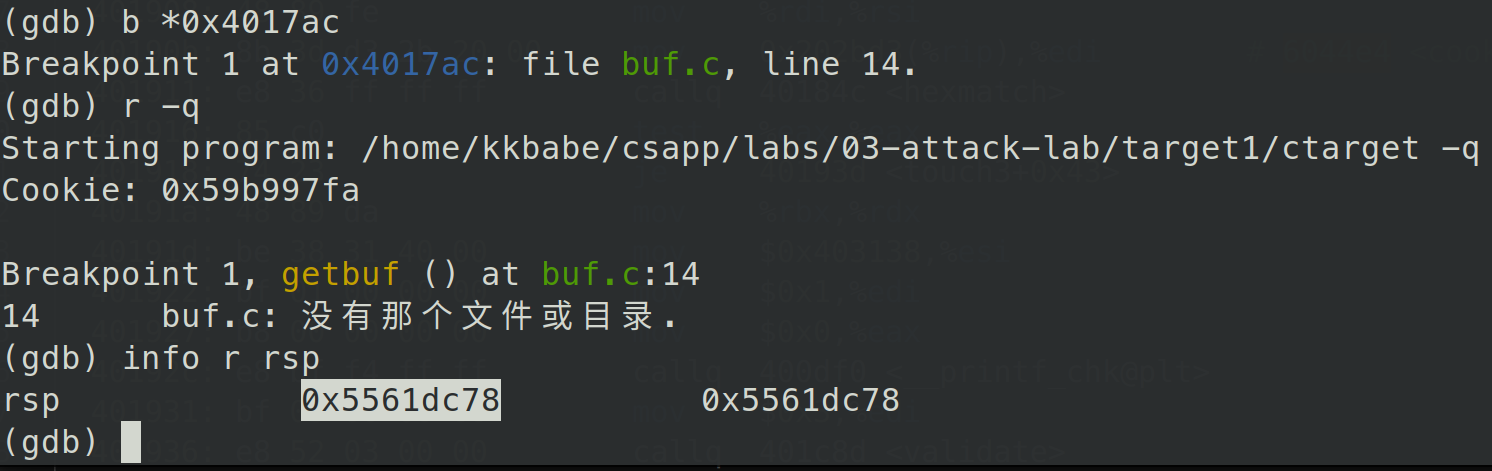 (gdb) b *0x4017ac
Breakpoint 1 at 0x4017ac: file buf.c, line 14.
(gdb) r -q
Starting program: /home/kkbabe/csapp/labs/03-attack-lab/target1/ctarget -q
Cookie: 0x59b997fa
Breakpoint 1, getbuf () at buf.c:14
14      buf.c: 没有那个文件或目录.
(gdb) info r rsp
rsp            0x5561dc78          0x5561dc78
(gdb)